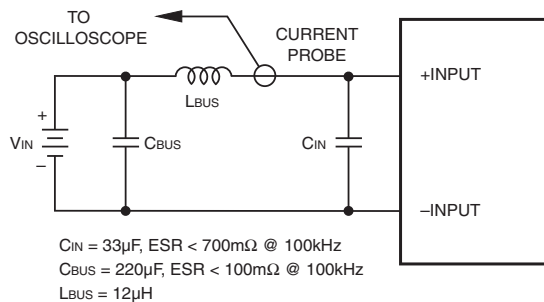 TO
OSCILLOSCOPE
CURRENT
PROBE
+INPUT
LBUS
+
VIN
–
CBUS
CIN
–INPUT
CIN = 33µF, ESR < 700mΩ @ 100kHz
CBUS = 220µF, ESR < 100mΩ @ 100kHz
LBUS = 12µH